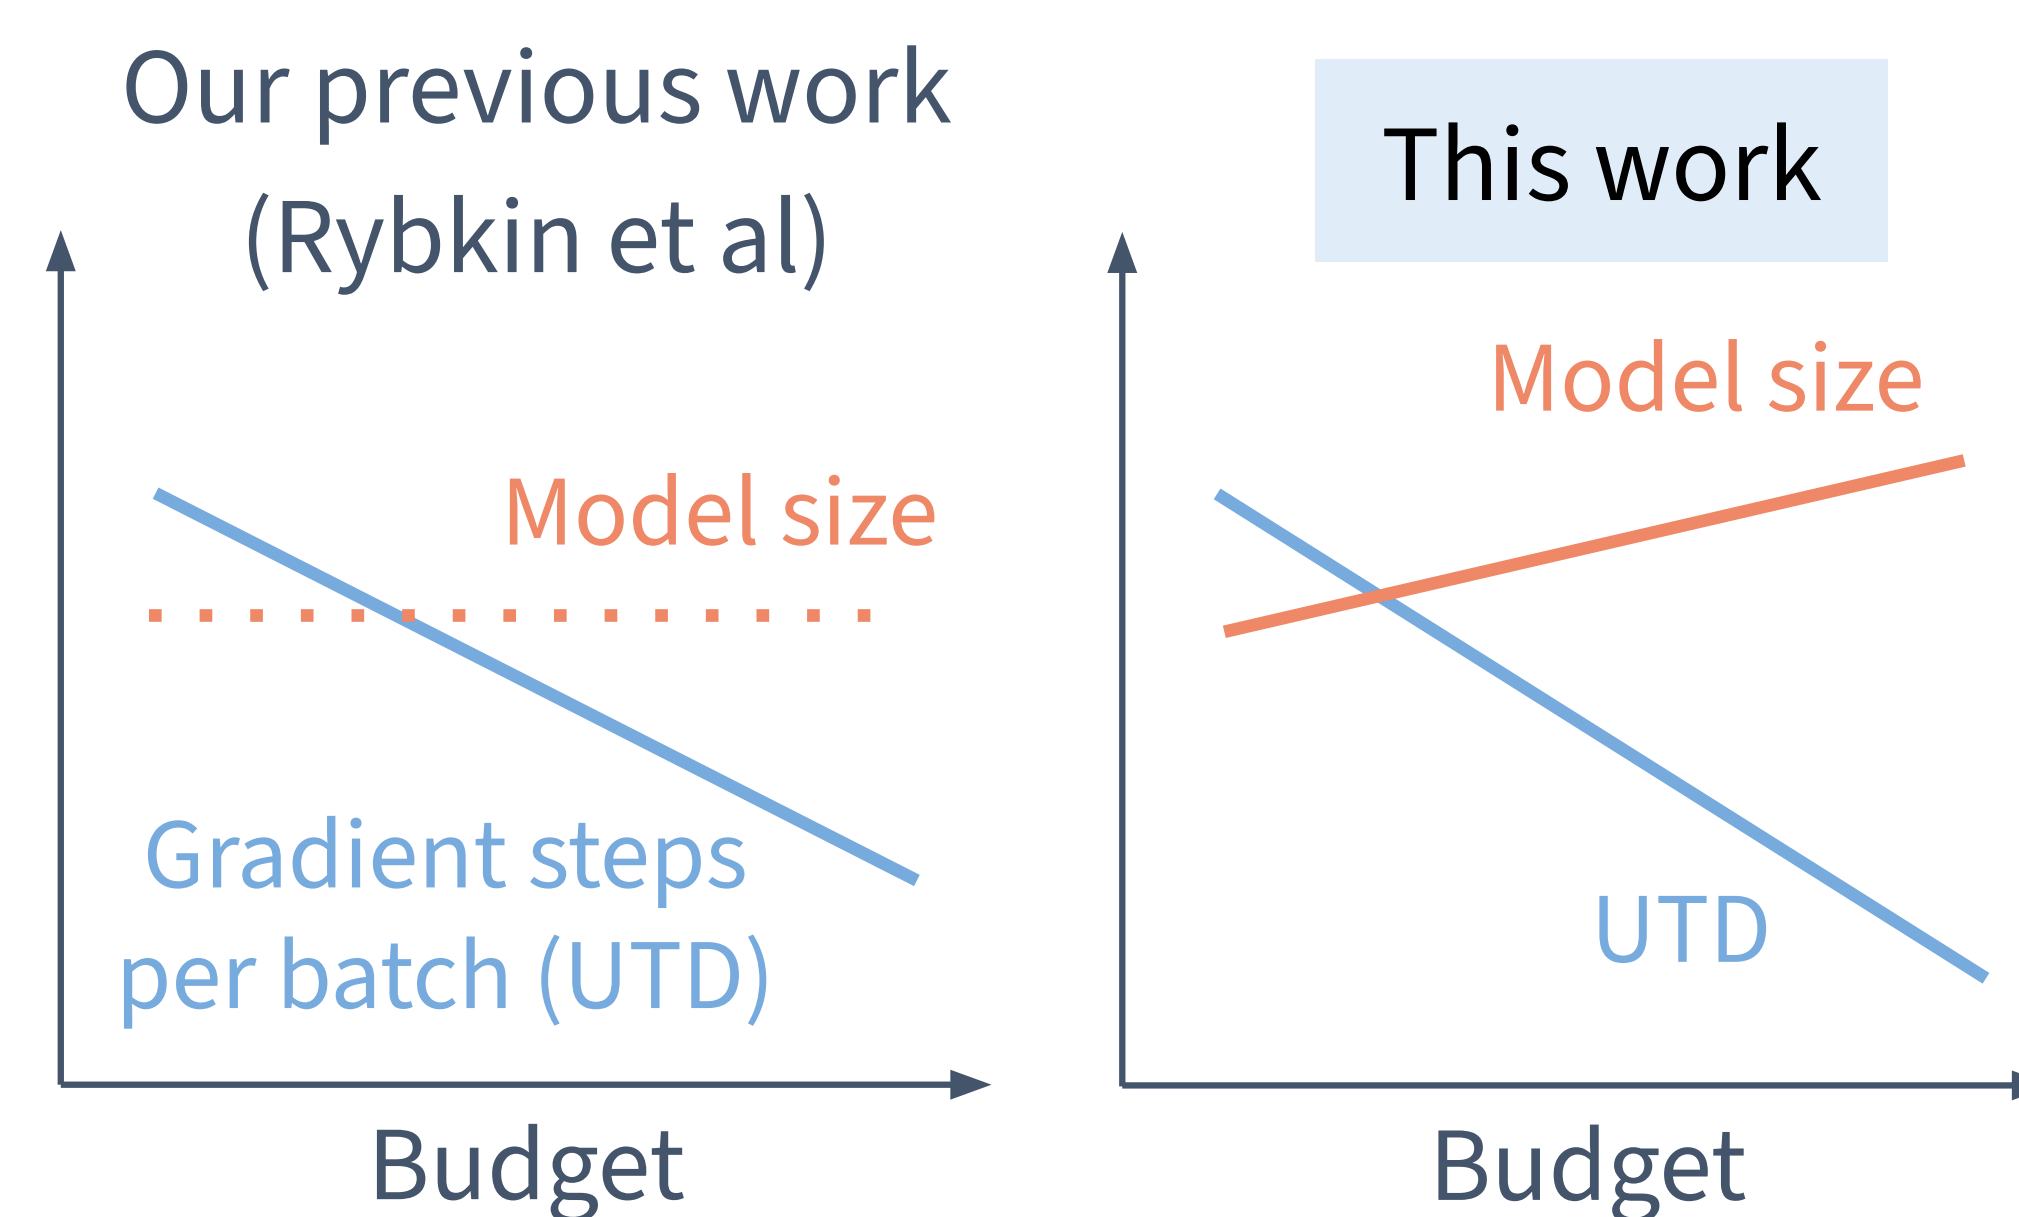 Our previous work
(Rybkin et al)
Model size
Gradient steps
per batch (UTD)
Budget
This work
Model size
UTD
Budget